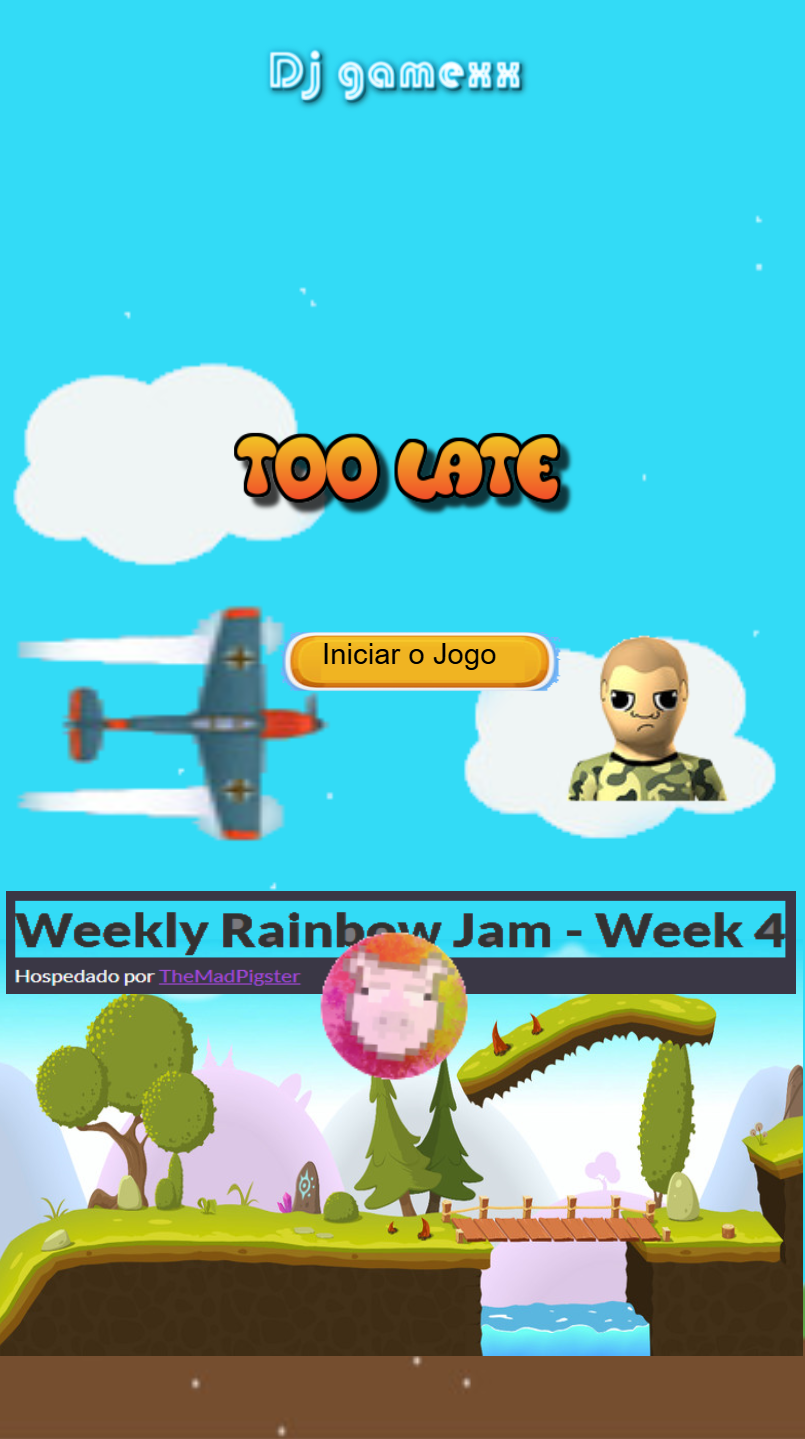 Dj gamexx
TOO LATE
Iniciar o Jogo
Weekly Rainbow Jam - Week 4
Hospedado por TheMadPigster